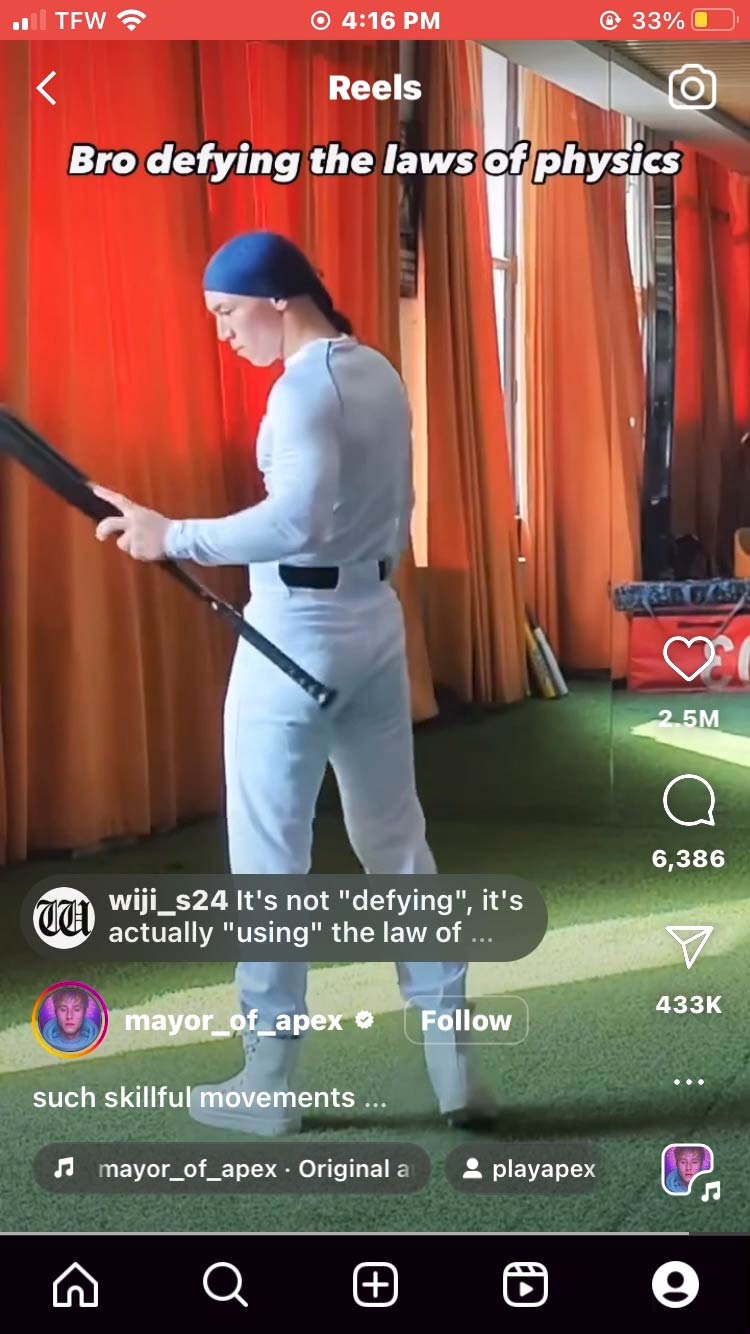 TFW 4:16 PM 33%
Reels
Bro defying the laws of physics
2.5M
6,386
wiji_s24 It's not "defying", it's
actually "using" the law of ...
433K
mayor_of_apex Follow
such skillful movements ...
mayor_of_apex · Original a
playapex